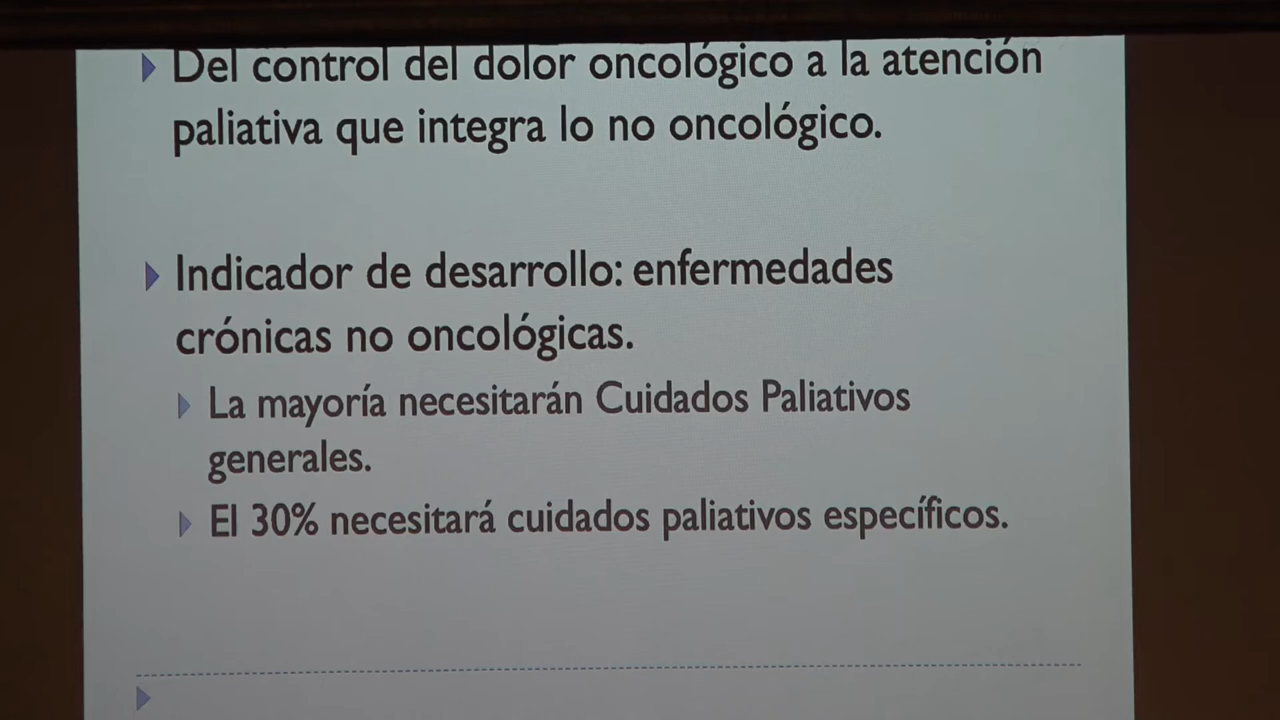 Del control del dolor oncológico a la atención
paliativa que integra lo no oncológico.
Indicador de desarrollo: enfermedades
crónicas no oncológicas.
La mayoría necesitarán Cuidados Paliativos
generales.
El 30% necesitará cuidados paliativos específicos.